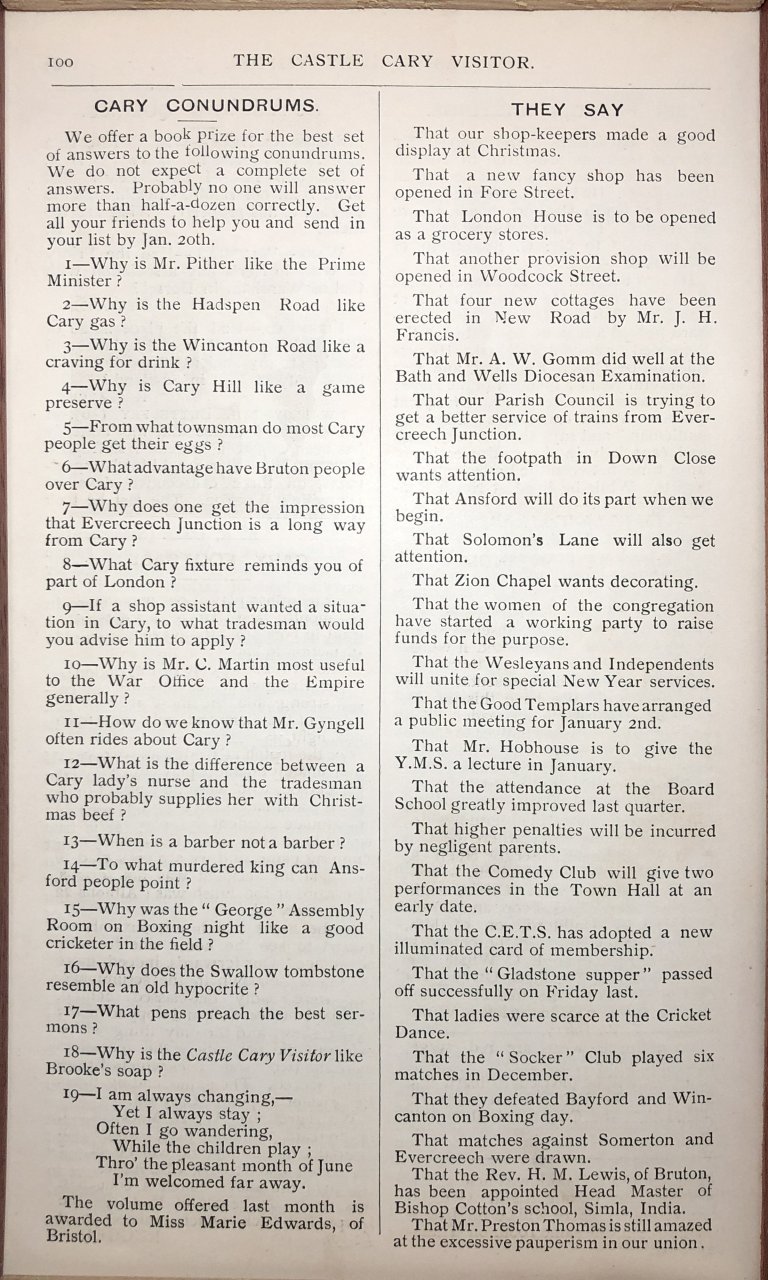 100
THE CASTLE CARY VISITOR.
CARY CONUNDRUMS.
We offer a book prize for the best set
of answers to the following conundrums.
We do not expect a complete set of
answers. Probably no one will answer
more than half-a-dozen correctly. Get
all your friends to help you and send in
your list by Jan. 20th.
1—Why is Mr. Pither like the Prime
Minister ?
2—Why is the Hadspen Road like
Cary gas ?
3—Why is the Wincanton Road like a
craving for drink ?
4—Why is Cary Hill like a game
preserve ?
5—From what townsman do most Cary
people get their eggs ?
6—What advantage have Bruton people
over Cary ?
7—Why does one get the impression
that Evercreech Junction is a long way
from Cary ?
8—What Cary fixture reminds you of
part of London ?
9—If a shop assistant wanted a situa-
tion in Cary, to what tradesman would
you advise him to apply ?
10—Why is Mr. C. Martin most useful
to the War Office and the Empire
generally ?
11—How do we know that Mr. Gyngell
often rides about Cary ?
12—What is the difference between a
Cary lady's nurse and the tradesman
who probably supplies her with Christ-
mas beef ?
13—When is a barber not a barber ?
14—To what murdered king can Ans-
ford people point ?
15—Why was the " George " Assembly
Room on Boxing night like a good
cricketer in the field ?
16—Why does the Swallow tombstone
resemble an old hypocrite ?
17—What pens preach the best ser-
mons ?
18—Why is the Castle Cary Visitor like
Brooke's soap ?
19—I am always changing,—
Yet I always stay ;
Often I go wandering,
While the children play ;
Thro' the pleasant month of June
I'm welcomed far away.
The volume offered last month is
awarded to Miss Marie Edwards, of
Bristol.
THEY SAY
That our shop-keepers made a good
display at Christmas.
That a new fancy shop has been
opened in Fore Street.
That London House is to be opened
as a grocery stores.
That another provision shop will be
opened in Woodcock Street.
That four new cottages have been
erected in New Road by Mr. J. H.
Francis.
That Mr. A. W. Gomm did well at the
Bath and Wells Diocesan Examination.
That our Parish Council is trying to
get a better service of trains from Ever-
creech Junction.
That the footpath in Down Close
wants attention.
That Ansford will do its part when we
begin.
That Solomon's Lane will also get
attention.
That Zion Chapel wants decorating.
That the women of the congregation
have started a working party to raise
funds for the purpose.
That the Wesleyans and Independents
will unite for special New Year services.
That the Good Templars have arranged
a public meeting for January 2nd.
That Mr. Hobhouse is to give the
Y.M.S. a lecture in January.
That the attendance at the Board
School greatly improved last quarter.
That higher penalties will be incurred
by negligent parents.
That the Comedy Club will give two
performances in the Town Hall at an
early date.
That the C.E.T.S. has adopted a new
illuminated card of membership.
That the " Gladstone supper " passed
off successfully on Friday last.
That ladies were scarce at the Cricket
Dance.
That the " Socker " Club played six
matches in December.
That they defeated Bayford and Win-
canton on Boxing day.
That matches against Somerton and
Evercreech were drawn.
That the Rev. H. M. Lewis, of Bruton,
has been appointed Head Master of
Bishop Cotton's school, Simla, India.
That Mr. Preston Thomas is still amazed
at the excessive pauperism in our union.